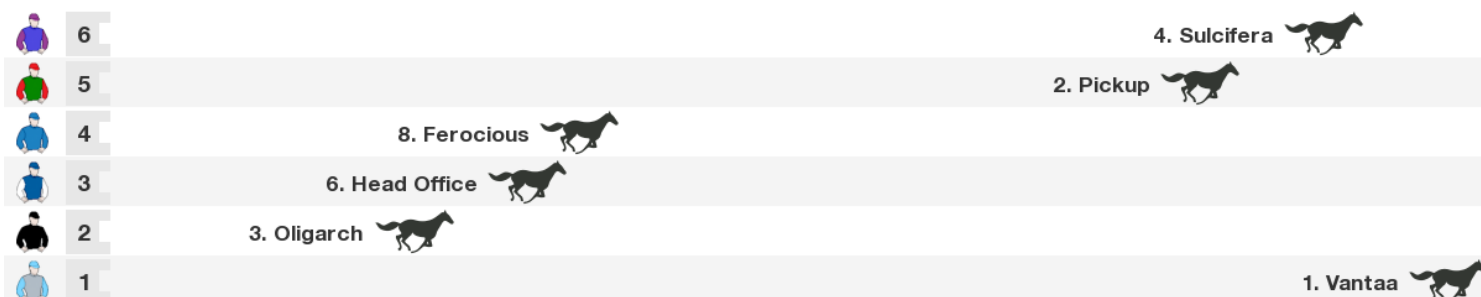 6 4. Sulcifera
5 2. Pickup
4 8. Ferocious
3 6. Head Office
2 3. Oligarch
1 1. Vantaa